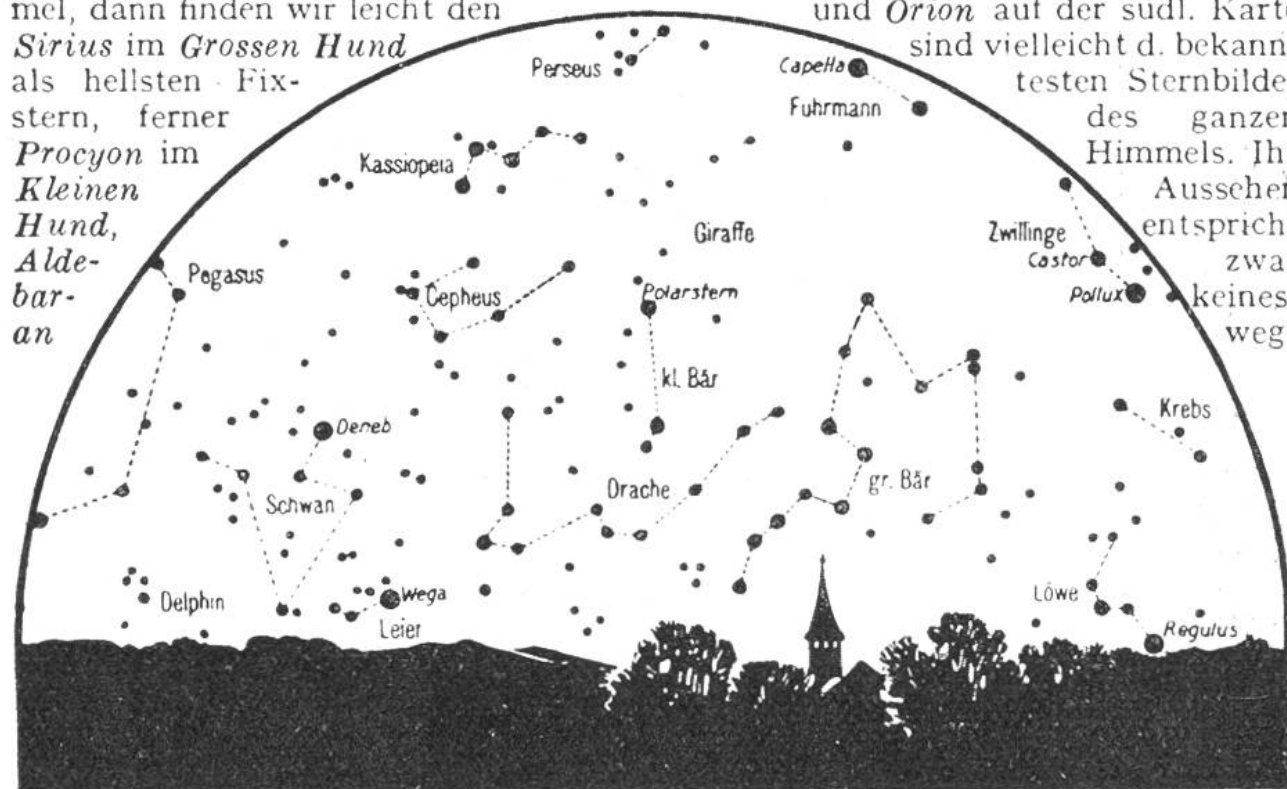 mel, dann finden wir leicht den
Sirius im Grossen Hund
als hellsten Fix-
stern, ferner
Procyon im
Kleinen
Hund,
Alde-
bar-
an
und Orion auf der südl. Kart
sind vielleicht d. bekann
testen Sternbilde
des ganzen
Himmels. Ih
Aussehen
entsprich
zwa
keines
weg
Perseus
Capella
Fuhrmann
Kassiopeia
Giraffe
Zwillinge
Castor
Pollux
Pegasus
Cepheus
Polarstern
kl. Bär
Krebs
Deneb
Schwan
Drache
gr. Bär
Delphin
Wega
Leier
Löwe
Regulus